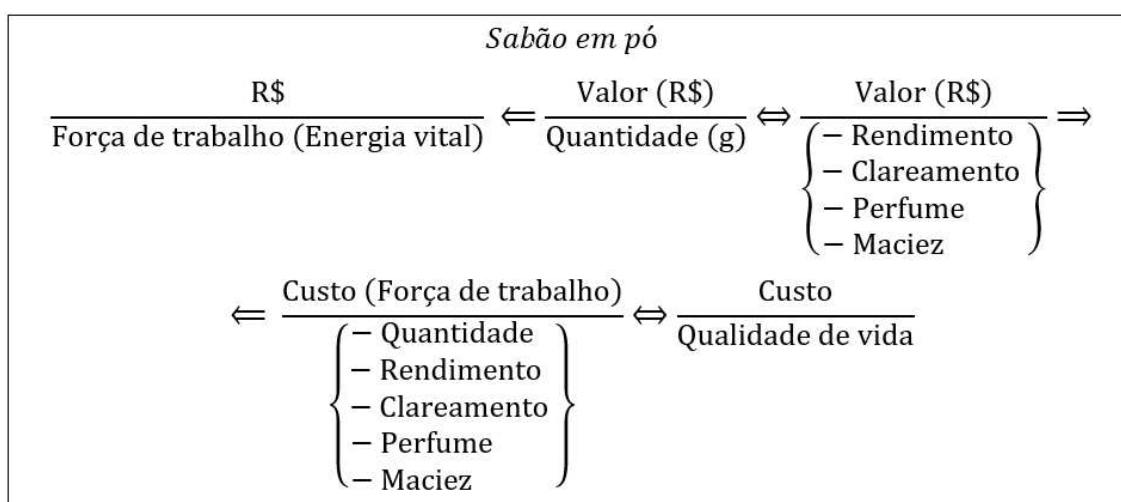 Sabão em pó
R$ / Força de trabalho (Energia vital) ⇐ Valor (R$) / Quantidade (g) ⇔ Valor (R$) / { − Rendimento − Clareamento − Perfume − Maciez } ⇒
⇐ Custo (Força de trabalho) / { − Quantidade − Rendimento − Clareamento − Perfume − Maciez } ⇔ Custo / Qualidade de vida